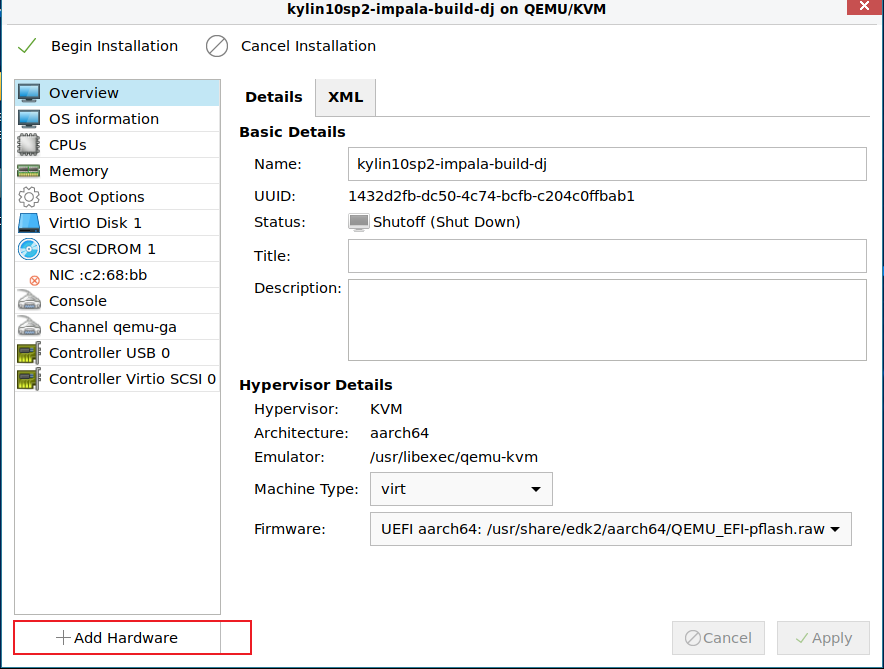 kylin10sp2-impala-build-dj on QEMU/KVM
Begin Installation
Cancel Installation
Overview
OS information
CPUs
Memory
Boot Options
VirtIO Disk 1
SCSI CDROM 1
NIC :c2:68:bb
Console
Channel qemu-ga
Controller USB 0
Controller Virtio SCSI 0
Add Hardware
Details
XML
Basic Details
Name: kylin10sp2-impala-build-dj
UUID: 1432d2fb-dc50-4c74-bcfb-c204c0ffbab1
Status: Shutoff (Shut Down)
Title:
Description:
Hypervisor Details
Hypervisor: KVM
Architecture: aarch64
Emulator: /usr/libexec/qemu-kvm
Machine Type: virt
Firmware: UEFI aarch64: /usr/share/edk2/aarch64/QEMU_EFI-pflash.raw
Cancel
Apply